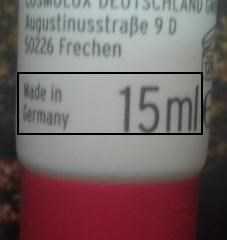 COSMOLUX DEUTSCHLAND
Augustinusstraße 9 D
50226 Frechen
Made in
Germany
15ml